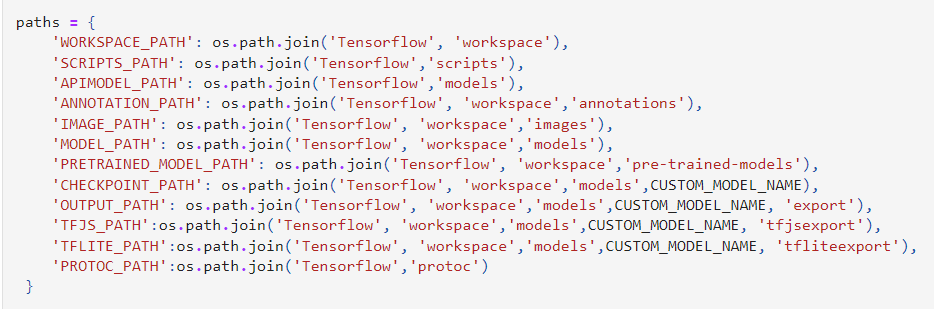 paths = {
    'WORKSPACE_PATH': os.path.join('Tensorflow', 'workspace'),
    'SCRIPTS_PATH': os.path.join('Tensorflow','scripts'),
    'APIMODEL_PATH': os.path.join('Tensorflow','models'),
    'ANNOTATION_PATH': os.path.join('Tensorflow', 'workspace','annotations'),
    'IMAGE_PATH': os.path.join('Tensorflow', 'workspace','images'),
    'MODEL_PATH': os.path.join('Tensorflow', 'workspace','models'),
    'PRETRAINED_MODEL_PATH': os.path.join('Tensorflow', 'workspace','pre-trained-models'),
    'CHECKPOINT_PATH': os.path.join('Tensorflow', 'workspace','models',CUSTOM_MODEL_NAME),
    'OUTPUT_PATH': os.path.join('Tensorflow', 'workspace','models',CUSTOM_MODEL_NAME, 'export'),
    'TFJS_PATH':os.path.join('Tensorflow', 'workspace','models',CUSTOM_MODEL_NAME, 'tfjsexport'),
    'TFLITE_PATH':os.path.join('Tensorflow', 'workspace','models',CUSTOM_MODEL_NAME, 'tfliteexport'),
    'PROTOC_PATH':os.path.join('Tensorflow','protoc')
 }